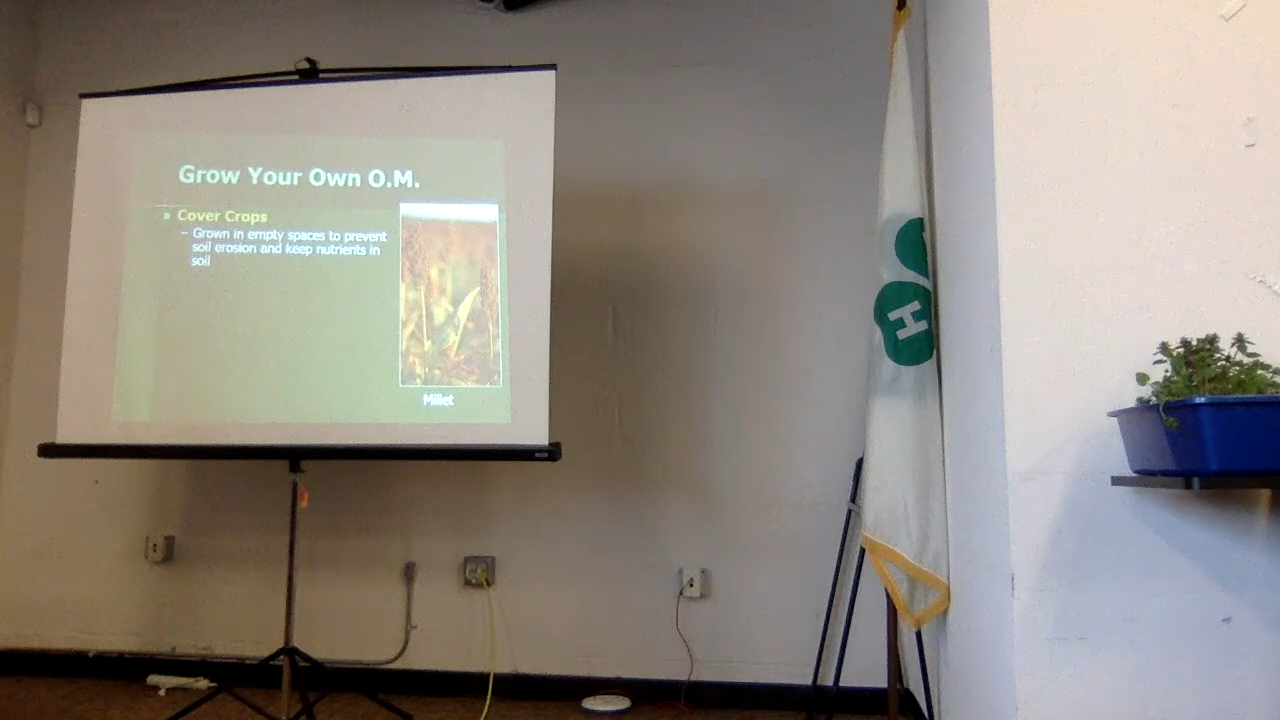 Grow Your Own O.M.
Cover Crops
– Grown in empty spaces to prevent
soil erosion and keep nutrients in
soil
Millet
H